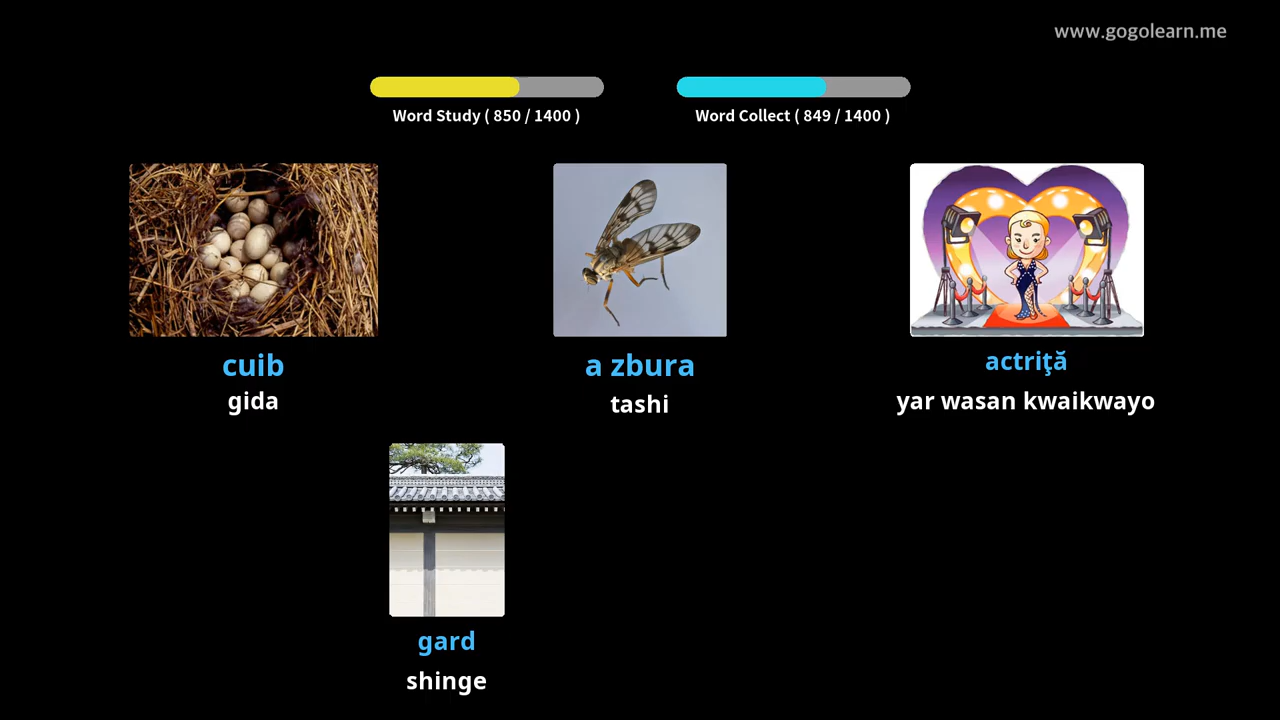 www.gogolearn.me
Word Study ( 850 / 1400 )
Word Collect ( 849 / 1400 )
cuib
gida
a zbura
tashi
actriţă
yar wasan kwaikwayo
gard
shinge